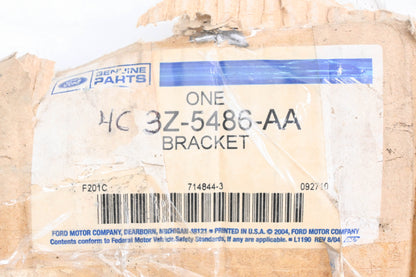 Ford
GENUINE
PARTS
ONE
4C 3Z-5486-AA
BRACKET
F201C 714844-3
FORD MOTOR COMPANY, DEARBORN, MICHIGAN 48121 • PRINTED IN U.S.A. © 2004, FORD MOTOR COMPANY
Contents conform to Federal Motor Vehicle Safety Standards, if any are applicable. • L1190 REV 8/04